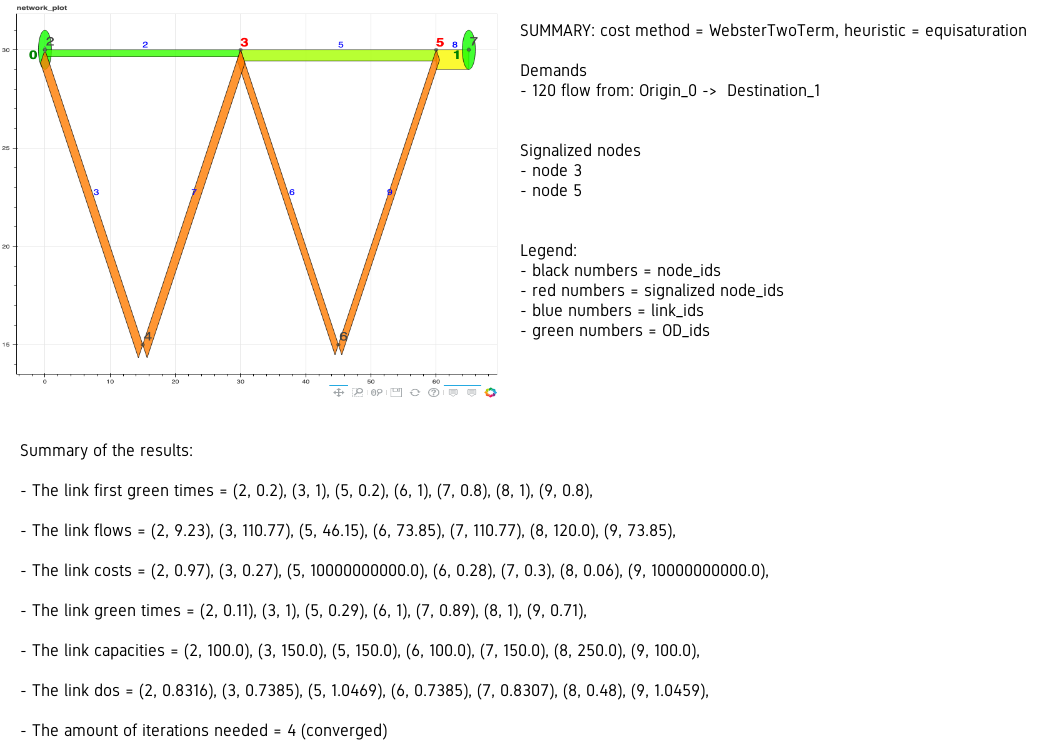 network_plot
SUMMARY: cost method = WebsterTwoTerm, heuristic = equisaturation
Demands
- 120 flow from: Origin_0 -> Destination_1
Signalized nodes
- node 3
- node 5
Legend:
- black numbers = node_ids
- red numbers = signalized node_ids
- blue numbers = link_ids
- green numbers = OD_ids
30
25
20
15
0 2 2 3 5 5 8 1 7
3 7 6 9
4 6
0 10 20 30 40 50 60
Summary of the results:
- The link first green times = (2, 0.2), (3, 1), (5, 0.2), (6, 1), (7, 0.8), (8, 1), (9, 0.8),
- The link flows = (2, 9.23), (3, 110.77), (5, 46.15), (6, 73.85), (7, 110.77), (8, 120.0), (9, 73.85),
- The link costs = (2, 0.97), (3, 0.27), (5, 10000000000.0), (6, 0.28), (7, 0.3), (8, 0.06), (9, 10000000000.0),
- The link green times = (2, 0.11), (3, 1), (5, 0.29), (6, 1), (7, 0.89), (8, 1), (9, 0.71),
- The link capacities = (2, 100.0), (3, 150.0), (5, 150.0), (6, 100.0), (7, 150.0), (8, 250.0), (9, 100.0),
- The link dos = (2, 0.8316), (3, 0.7385), (5, 1.0469), (6, 0.7385), (7, 0.8307), (8, 0.48), (9, 1.0459),
- The amount of iterations needed = 4 (converged)